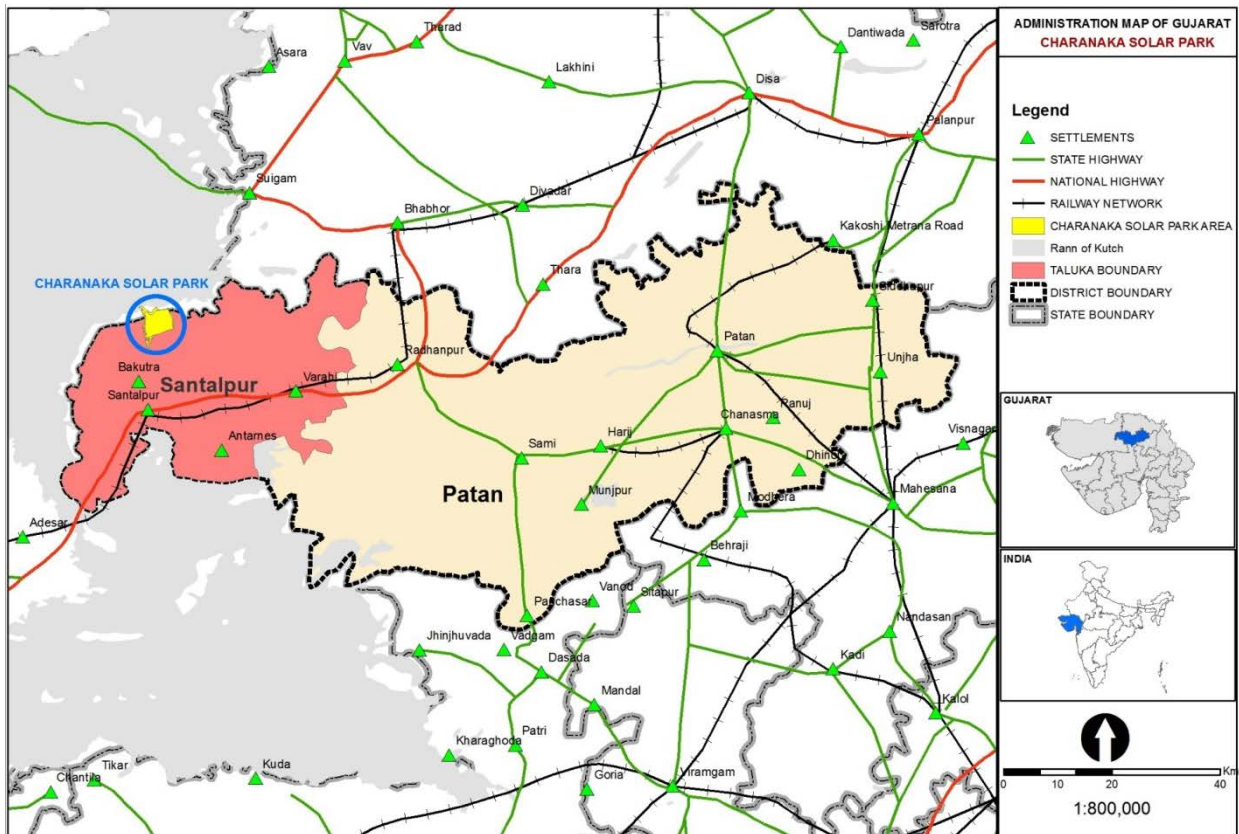 ADMINISTRATION MAP OF GUJARAT
CHARANAKA SOLAR PARK
Legend
SETTLEMENTS
STATE HIGHWAY
NATIONAL HIGHWAY
RAILWAY NETWORK
CHARANAKA SOLAR PARK AREA
Rann of Kutch
TALUKA BOUNDARY
DISTRICT BOUNDARY
STATE BOUNDARY
GUJARAT
INDIA
0 10 20 40 Km
1:800,000
Tharad
Vav
Asara
Dantiwada
Sarotra
Lakhini
Disa
Palanpur
Suigam
Divadar
Bhabhor
Kakoshi Metrana Road
CHARANAKA SOLAR PARK
Thara
Siddhapur
Patan
Radhanpur
Unjha
Bakutra
Santalpur
Varahi
Santalpur
Ranuj
Chanasma
Antarnes
Sami
Harij
Visnagar
Patan
Munjpur
Modhera
Mahesana
Adesar
Behraji
Panchasar
Vanod
Sitapur
Nandasan
Jhinjhuvada
Vadgam
Dasada
Kadi
Mandal
Kalol
Kharaghoda
Patri
Chantila
Tikar
Kuda
Goria
Viramgam